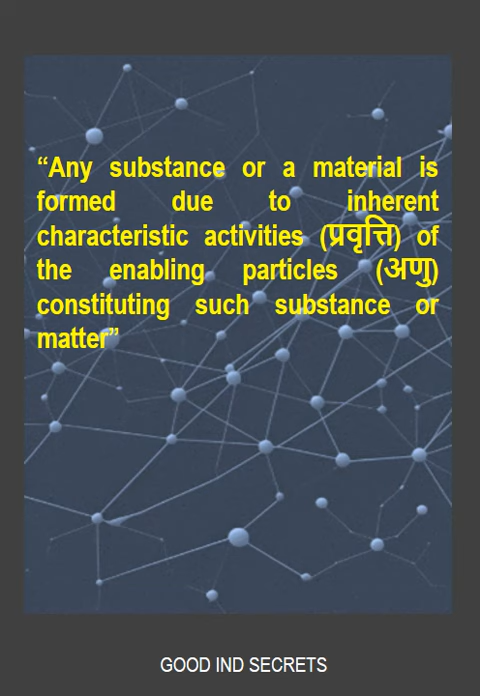 “Any substance or a material is
formed due to inherent
characteristic activities (प्रवृत्ति) of
the enabling particles (अणु)
constituting such substance or
matter”
GOOD IND SECRETS